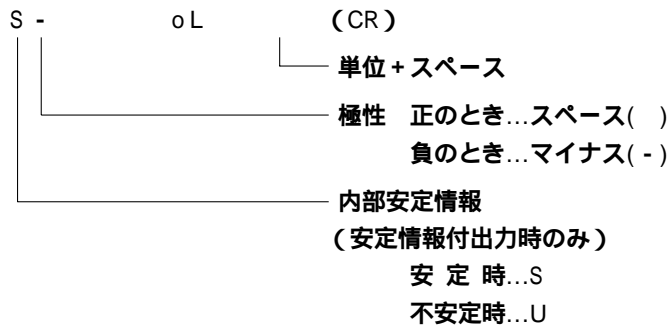 S - o L (CR)
単位+スペース
極性 正のとき…スペース( )
負のとき…マイナス( - )
内部安定情報
(安定情報付出力時のみ)
安 定 時…S
不安定時…U